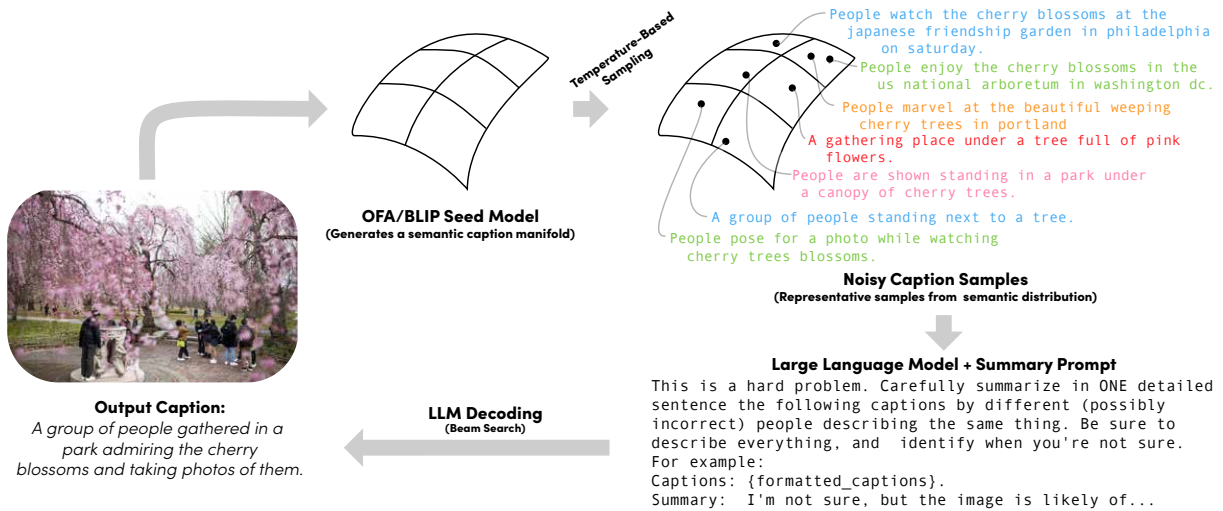 Temperature-Based
Sampling
People watch the cherry blossoms at the
japanese friendship garden in philadelphia
on saturday.
People enjoy the cherry blossoms in the
us national arboretum in washington dc.
People marvel at the beautiful weeping
cherry trees in portland
A gathering place under a tree full of pink
flowers.
People are shown standing in a park under
a canopy of cherry trees.
A group of people standing next to a tree.
People pose for a photo while watching
cherry trees blossoms.
OFA/BLIP Seed Model
(Generates a semantic caption manifold)
Noisy Caption Samples
(Representative samples from semantic distribution)
Large Language Model + Summary Prompt
This is a hard problem. Carefully summarize in ONE detailed
sentence the following captions by different (possibly
incorrect) people describing the same thing. Be sure to
describe everything, and identify when you're not sure.
For example:
Captions: {formatted_captions}.
Summary: I'm not sure, but the image is likely of...
LLM Decoding
(Beam Search)
Output Caption:
A group of people gathered in a
park admiring the cherry
blossoms and taking photos of them.